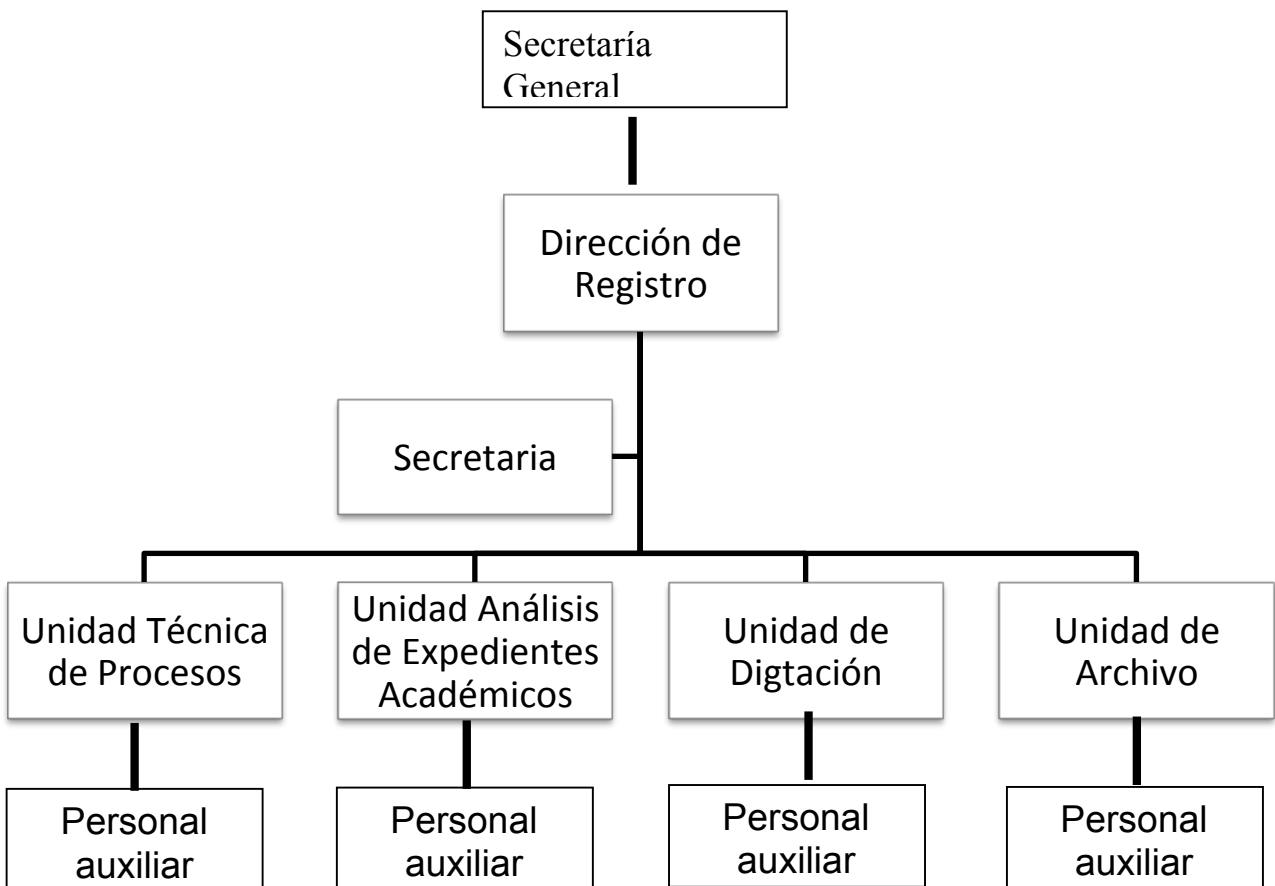 Secretaría
General
Dirección de
Registro
Secretaria
Unidad Técnica
de Procesos
Unidad Análisis
de Expedientes
Académicos
Unidad de
Digtación
Unidad de
Archivo
Personal
auxiliar
Personal
auxiliar
Personal
auxiliar
Personal
auxiliar